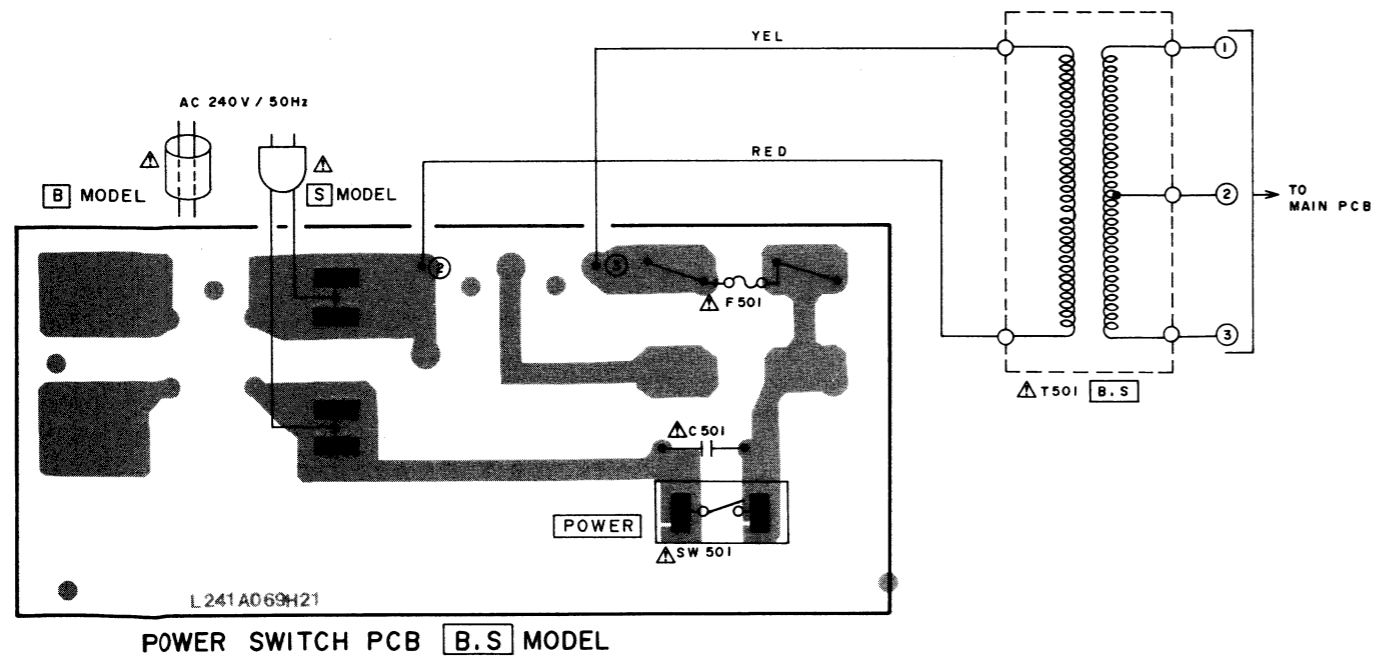 YEL
AC 240V / 50Hz
RED
B MODEL
S MODEL
①
②
③
TO
MAIN PCB
②
⑤
F501
T501 B.S
C501
POWER
SW501
L241A069H21
POWER SWITCH PCB B.S MODEL